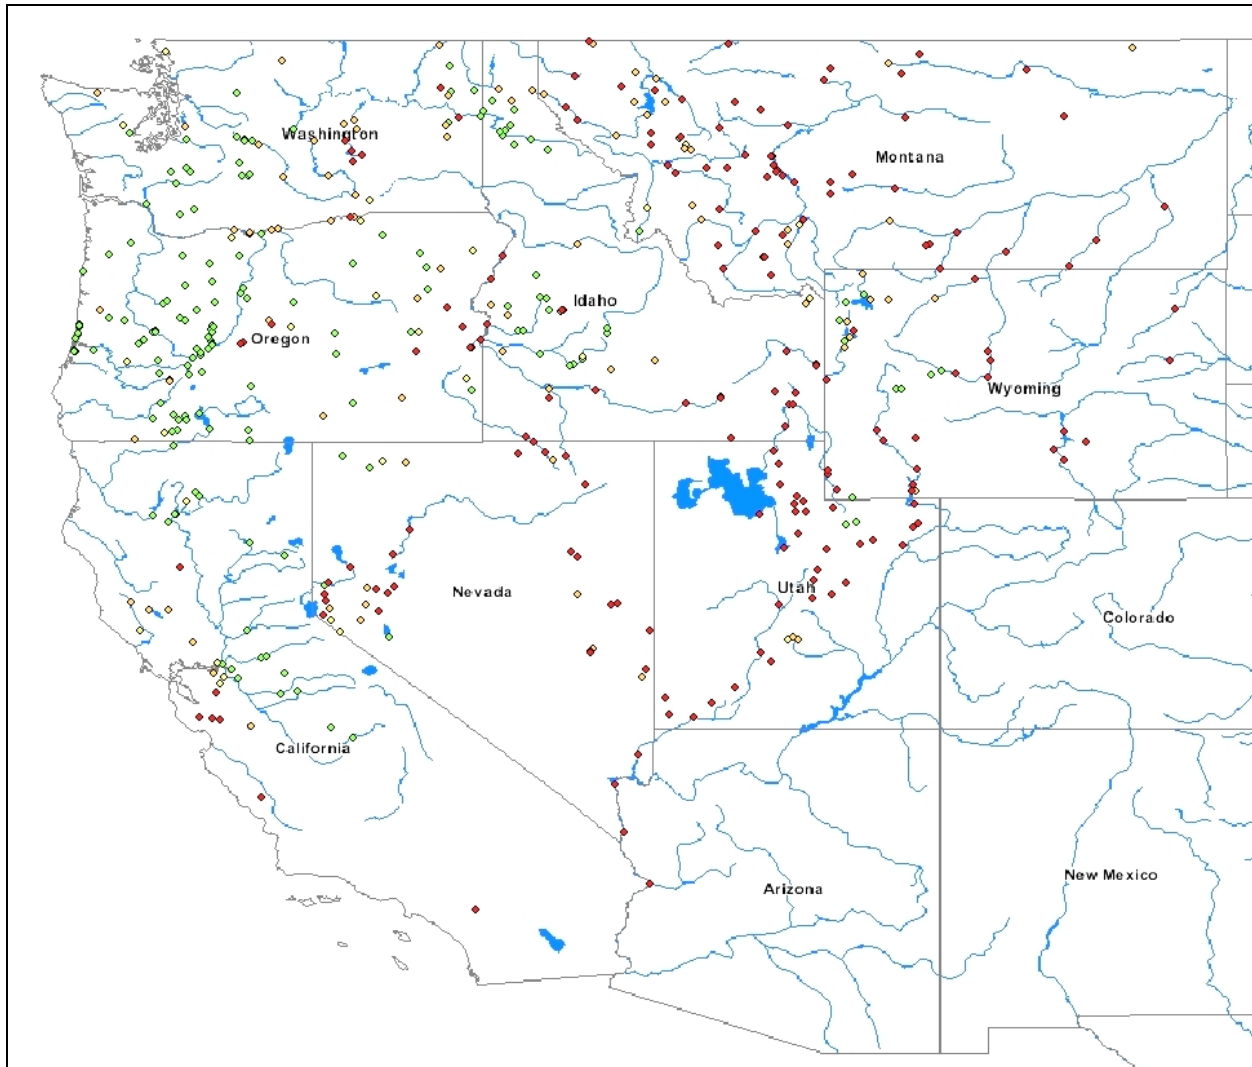 Washington
Montana
Idaho
Oregon
Wyoming
Nevada
Utah
Colorado
California
New Mexico
Arizona